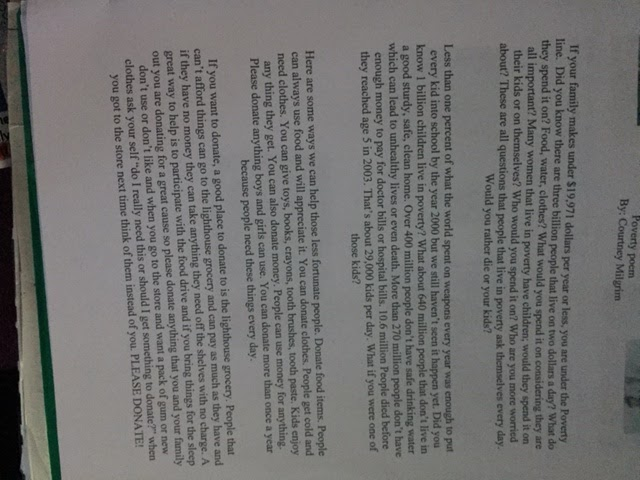 Poverty poem
By: Courtney Milgrim
If your family makes under $19,971 dollars per year or less, you are under the Poverty
line. Did you know there are three billion people that live on two dollars a day? What do
they spend it on? Food, water, clothes? What would you spend it on considering they are
all important? Many women that live in poverty have children; would they spend it on
their kids or on themselves? Who would you spend it on? Who are you more worried
about? These are all questions that people that live in poverty ask themselves every day.
Would you rather die or your kids?
Less than one percent of what the world spent on weapons every year was enough to put
every kid into school by the year 2000 but we still haven't seen it happen yet. Did you
know 1 billion children live in poverty? What about 640 million people that don't live in
a good sturdy, safe, clean home. Over 400 million people don't have safe drinking water
which can lead to unhealthy lives or even death. More than 270 million people don't have
enough money to pay for doctor bills or hospital bills. 10.6 million People died before
they reached age 5 in 2003. That's about 29,000 kids per day. What if you were one of
those kids?
Here are some ways we can help those less fortunate people. Donate food items. People
can always use food and will appreciate it. You can donate clothes. People get cold and
need clothes. You can give toys, books, crayons, tooth brushes, tooth paste. Kids enjoy
any thing they get. You can also donate money. People can use money for anything.
Please donate anything boys and girls can use. You can donate more than once a year
because people need these things every day.
If you want to donate, a good place to donate to is the lighthouse grocery. People that
can't afford things can go to the lighthouse grocery and can pay as much as they have and
if they have no money they can take anything they need off the shelves with no charge. A
great way to help is to participate with the food drive and if you bring things for the sleep
out you are donating for a great cause so please donate anything that you and your family
don't use or don't like and when you go to the store and want a pack of gum or new
clothes ask your self "do I really need this or should I get something to donate?" when
you got to the store next time think of them instead of you. PLEASE DONATE!